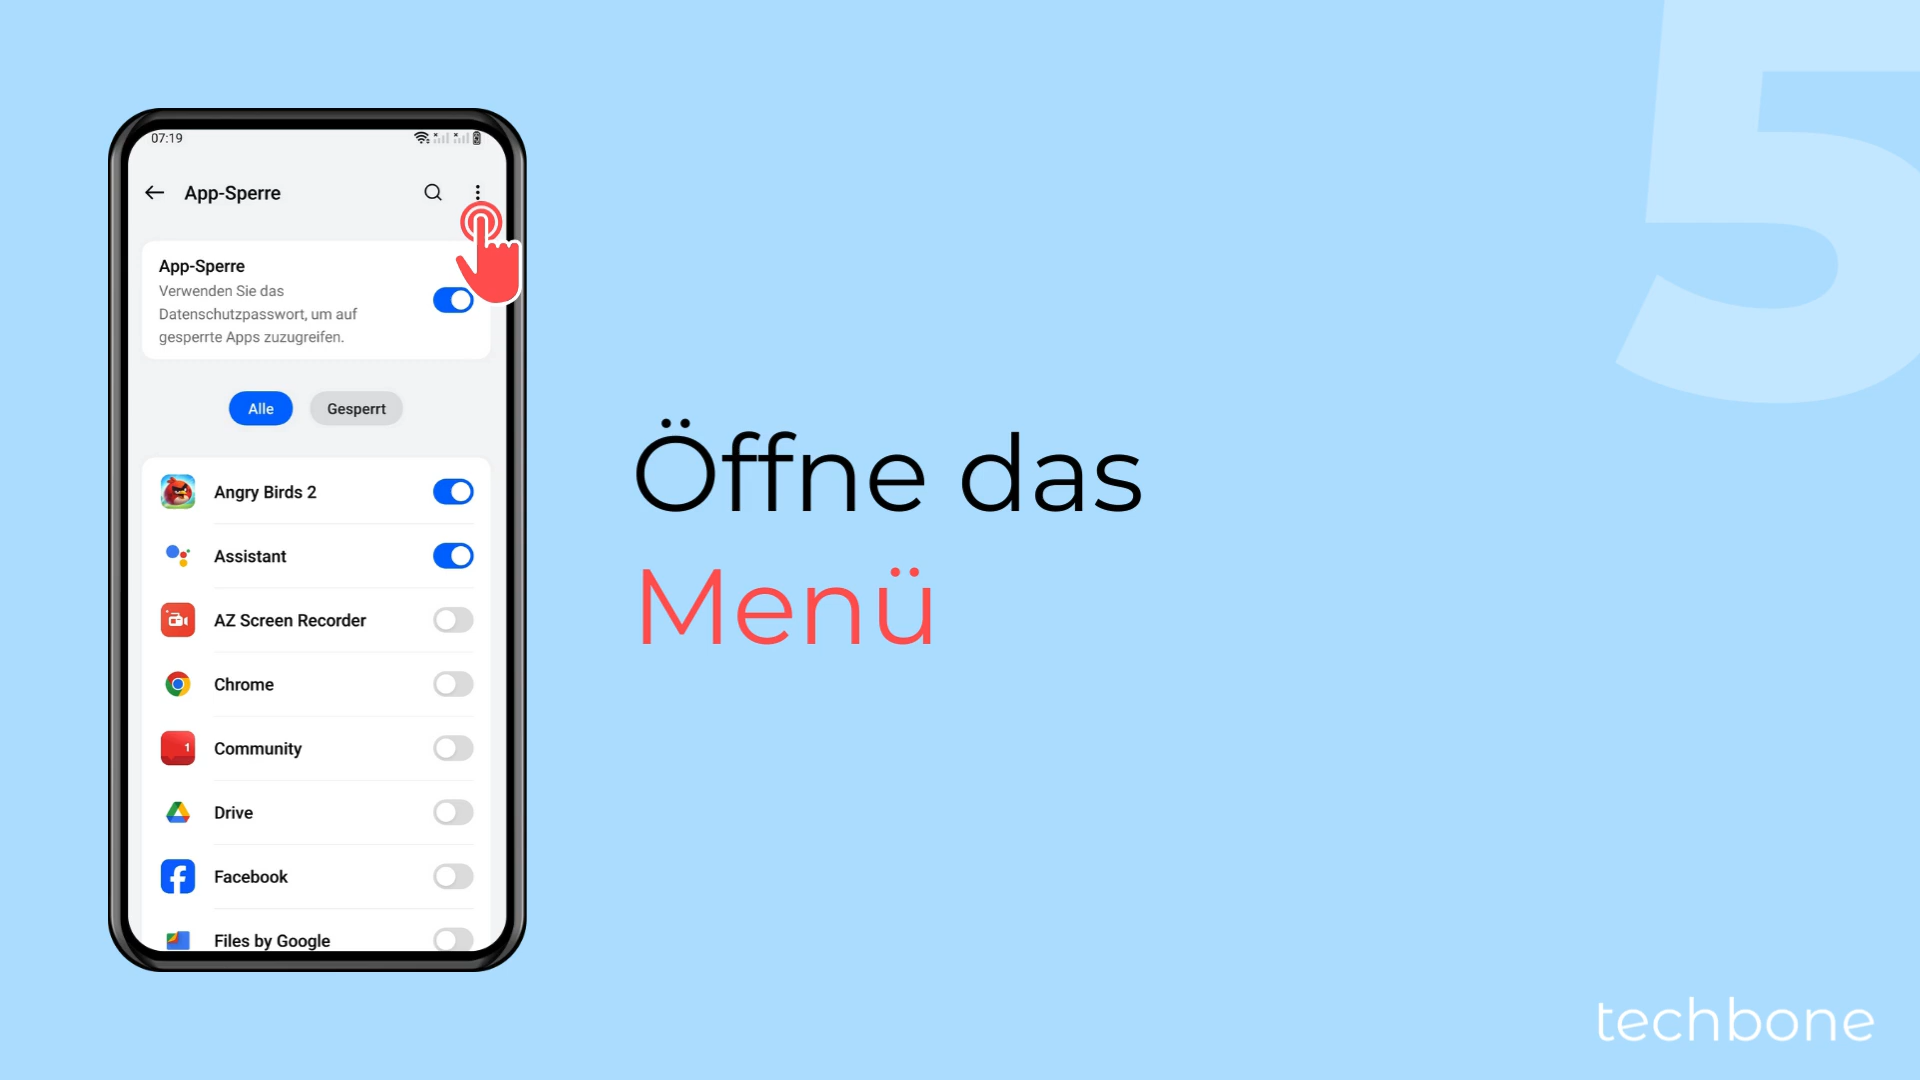 5
07:19
App-Sperre
App-Sperre
Verwenden Sie das
Datenschutzpasswort, um auf
gesperrte Apps zuzugreifen.
Alle
Gesperrt
Angry Birds 2
Assistant
AZ Screen Recorder
Chrome
1
Community
Drive
Facebook
Files by Google
Öffne das
Menü
techbone